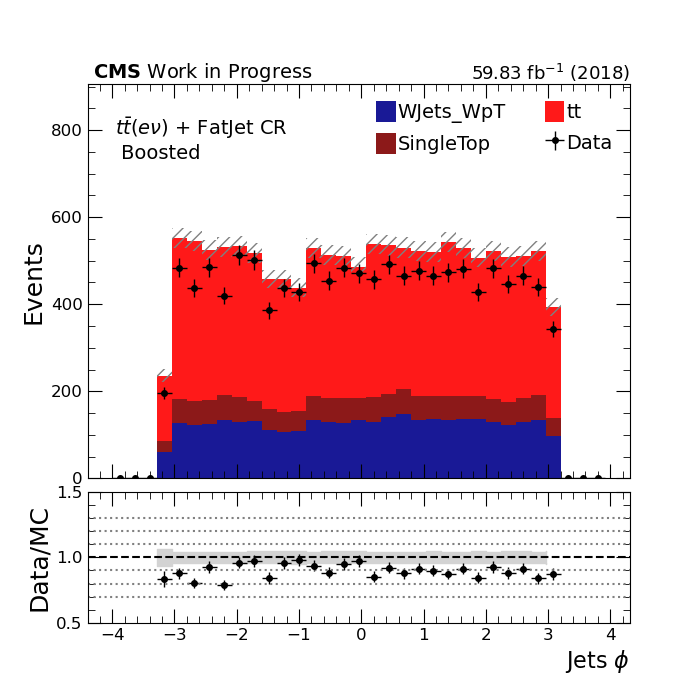 CMS Work in Progress 59.83 fb⁻¹ (2018)
tt̄(eν) + FatJet CR
Boosted
WJets_WpT tt
SingleTop Data
Events
800
600
400
200
0
Data/MC
1.5
1.0
0.5
−4 −3 −2 −1 0 1 2 3 4
Jets ϕ